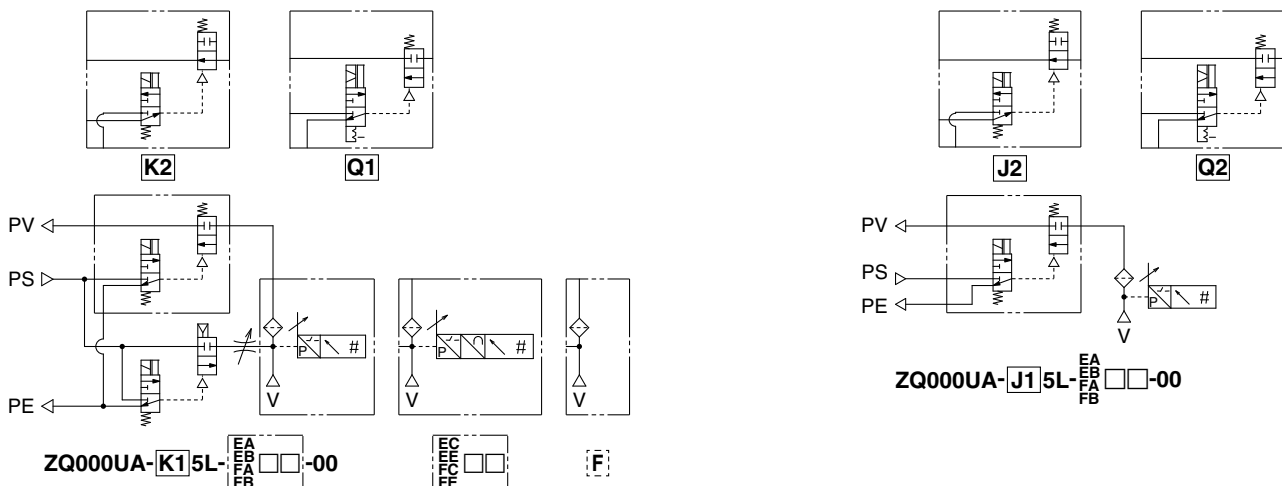 K2
Q1
J2
Q2
PV
PS
PE
P
#
V
P
#
V
V
ZQ000UA-K15L-EA EB FA FB□□-00
EC EE FC FE□□
F
PV
PS
PE
P
#
V
ZQ000UA-J15L-EA EB FA FB□□-00